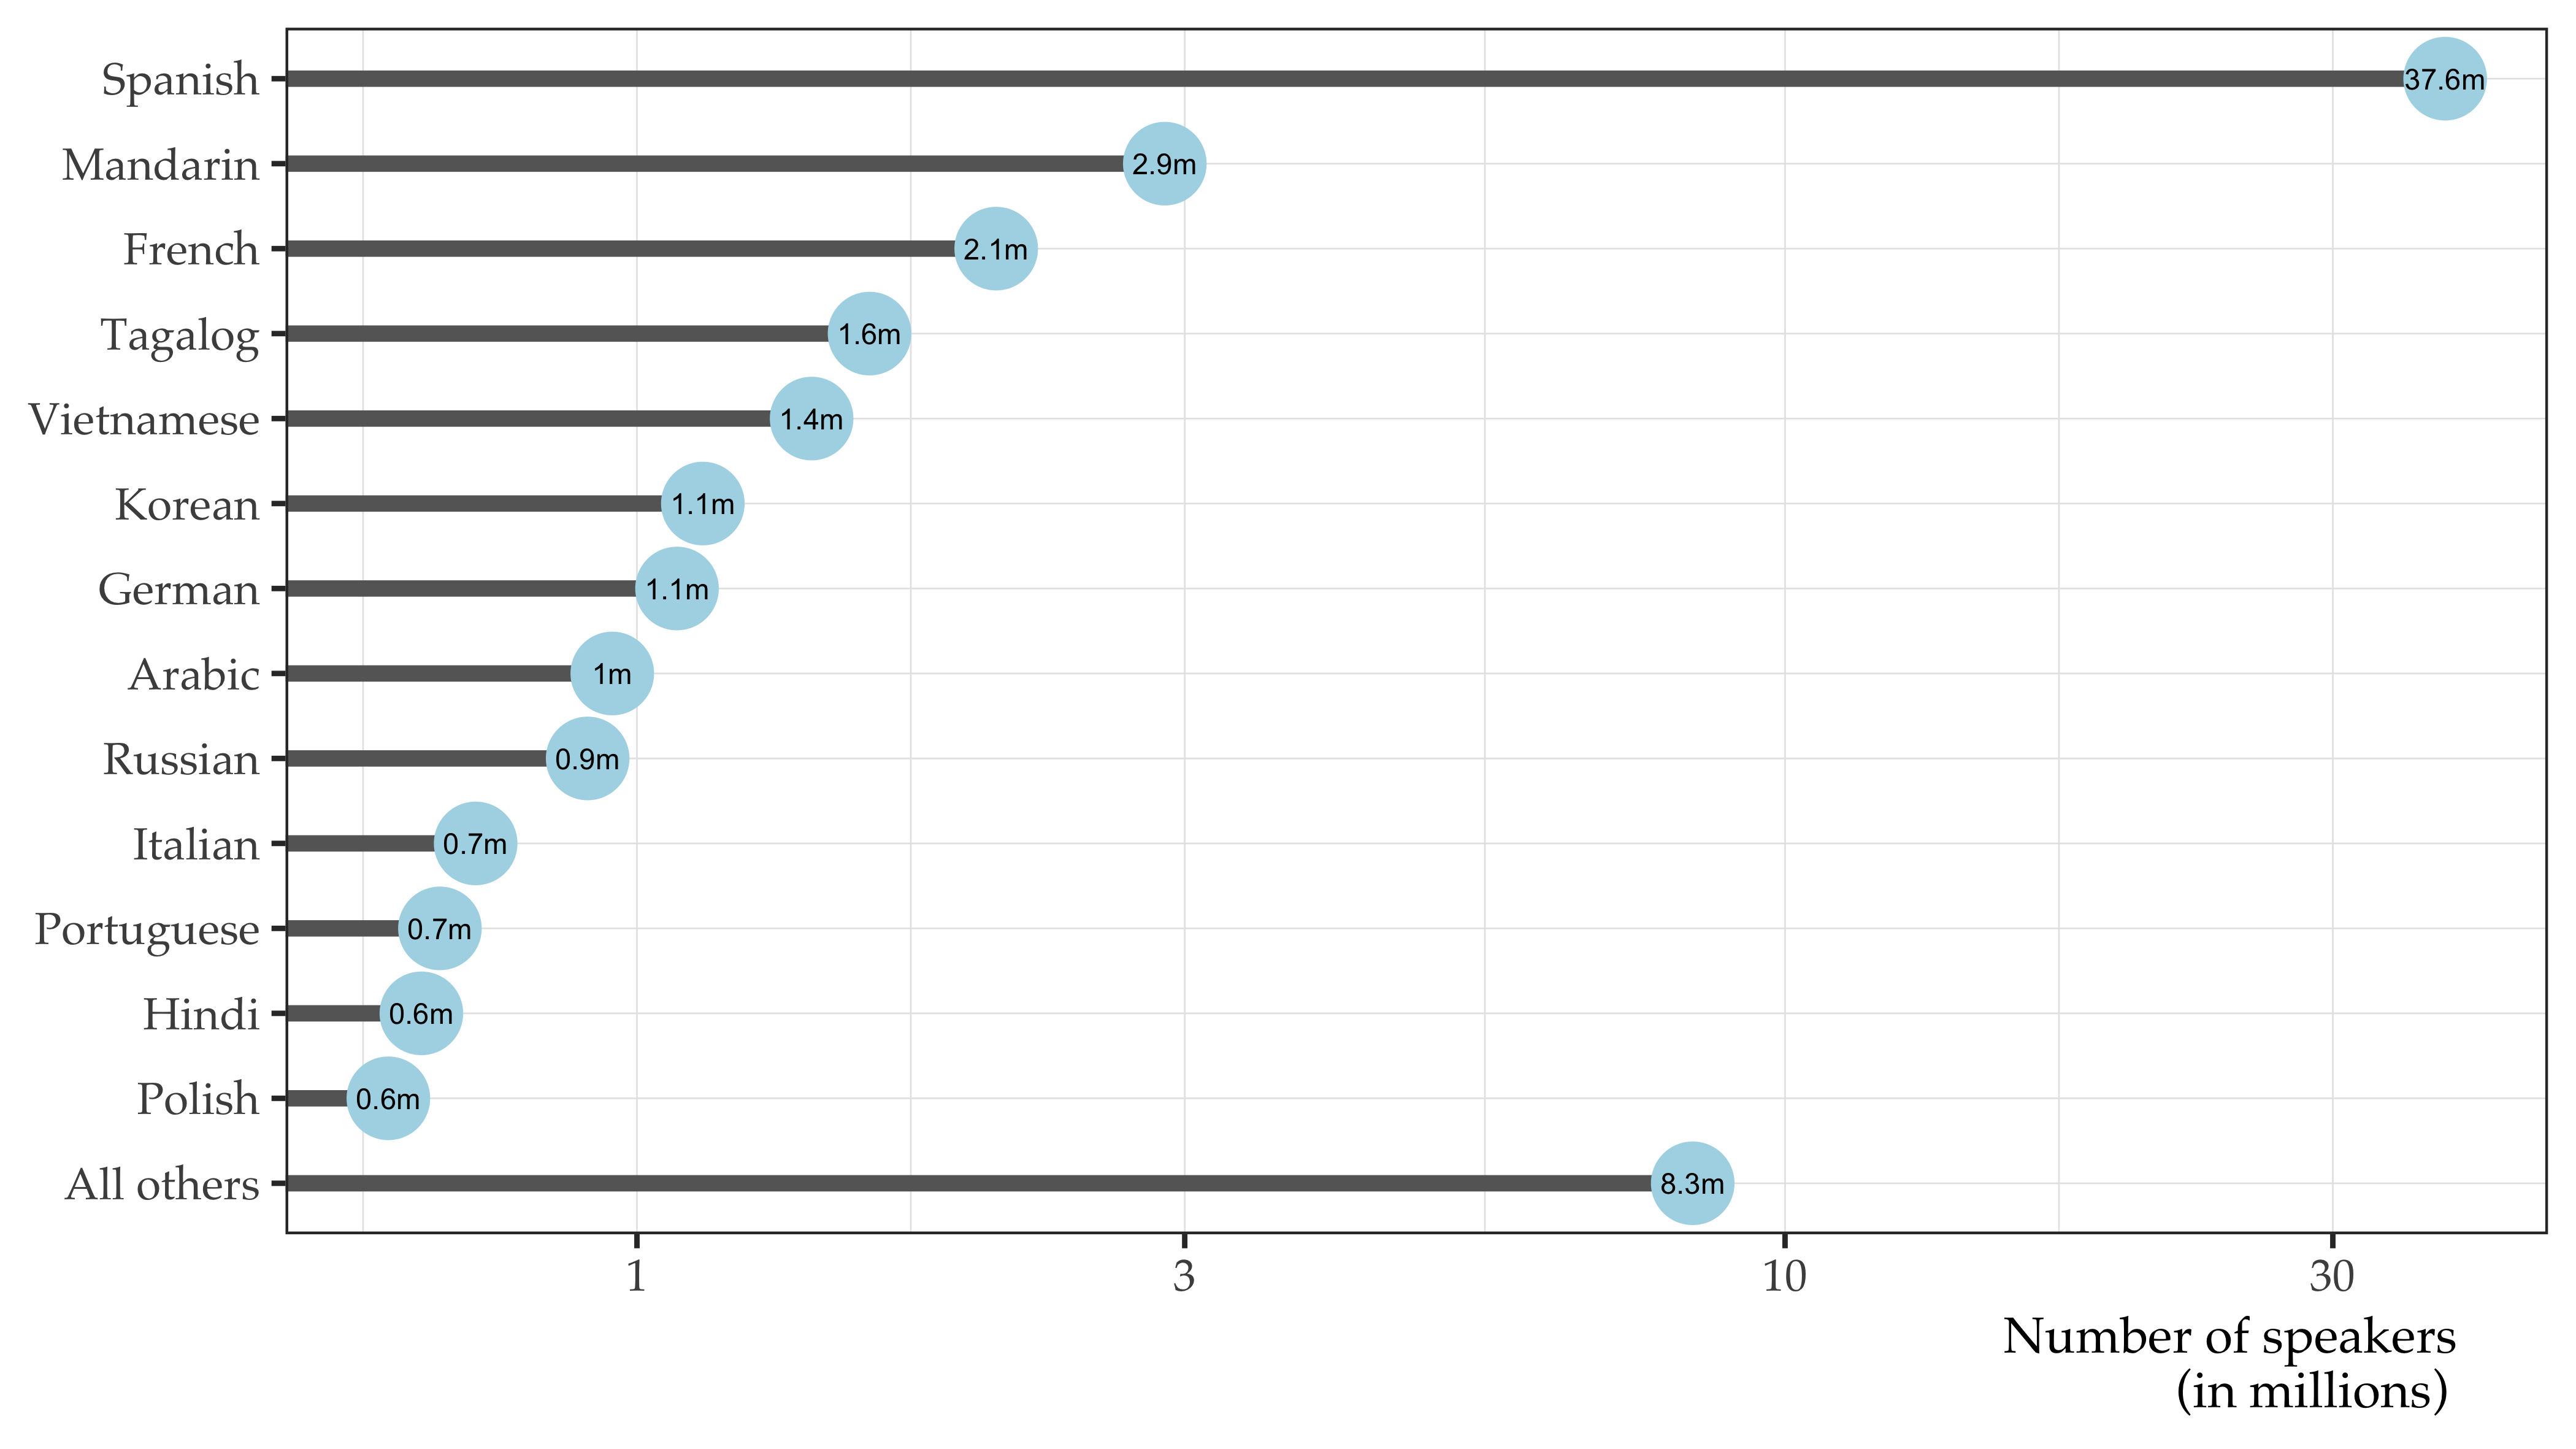 Spanish 37.6m
Mandarin 2.9m
French 2.1m
Tagalog 1.6m
Vietnamese 1.4m
Korean 1.1m
German 1.1m
Arabic 1m
Russian 0.9m
Italian 0.7m
Portuguese 0.7m
Hindi 0.6m
Polish 0.6m
All others 8.3m
1 3 10 30
Number of speakers
(in millions)